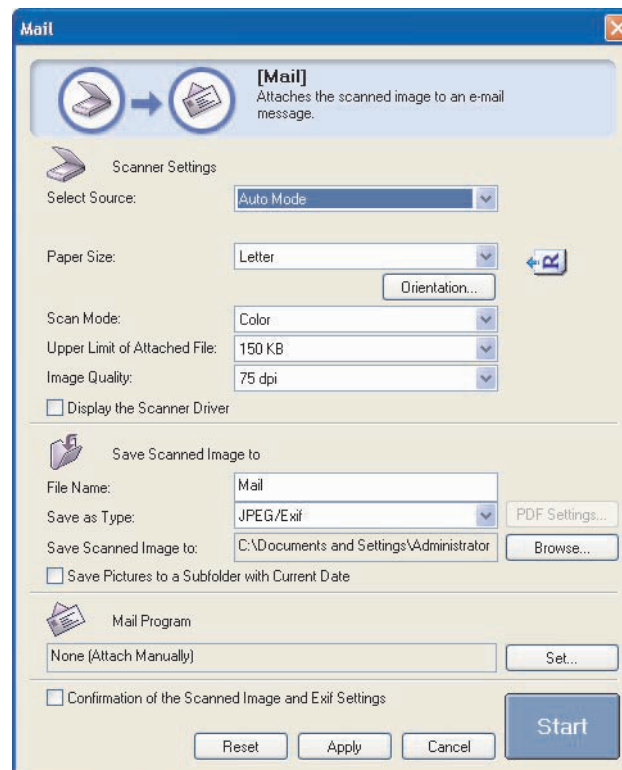 Mail
[Mail]
Attaches the scanned image to an e-mail
message.
Scanner Settings
Select Source: Auto Mode
Paper Size: Letter
R
Orientation...
Scan Mode: Color
Upper Limit of Attached File: 150 KB
Image Quality: 75 dpi
Display the Scanner Driver
Save Scanned Image to
File Name: Mail
Save as Type: JPEG/Exif PDF Settings...
Save Scanned Image to: C:\Documents and Settings\Administrator Browse...
Save Pictures to a Subfolder with Current Date
Mail Program
None (Attach Manually) Set...
Confirmation of the Scanned Image and Exif Settings
Start
Reset Apply Cancel